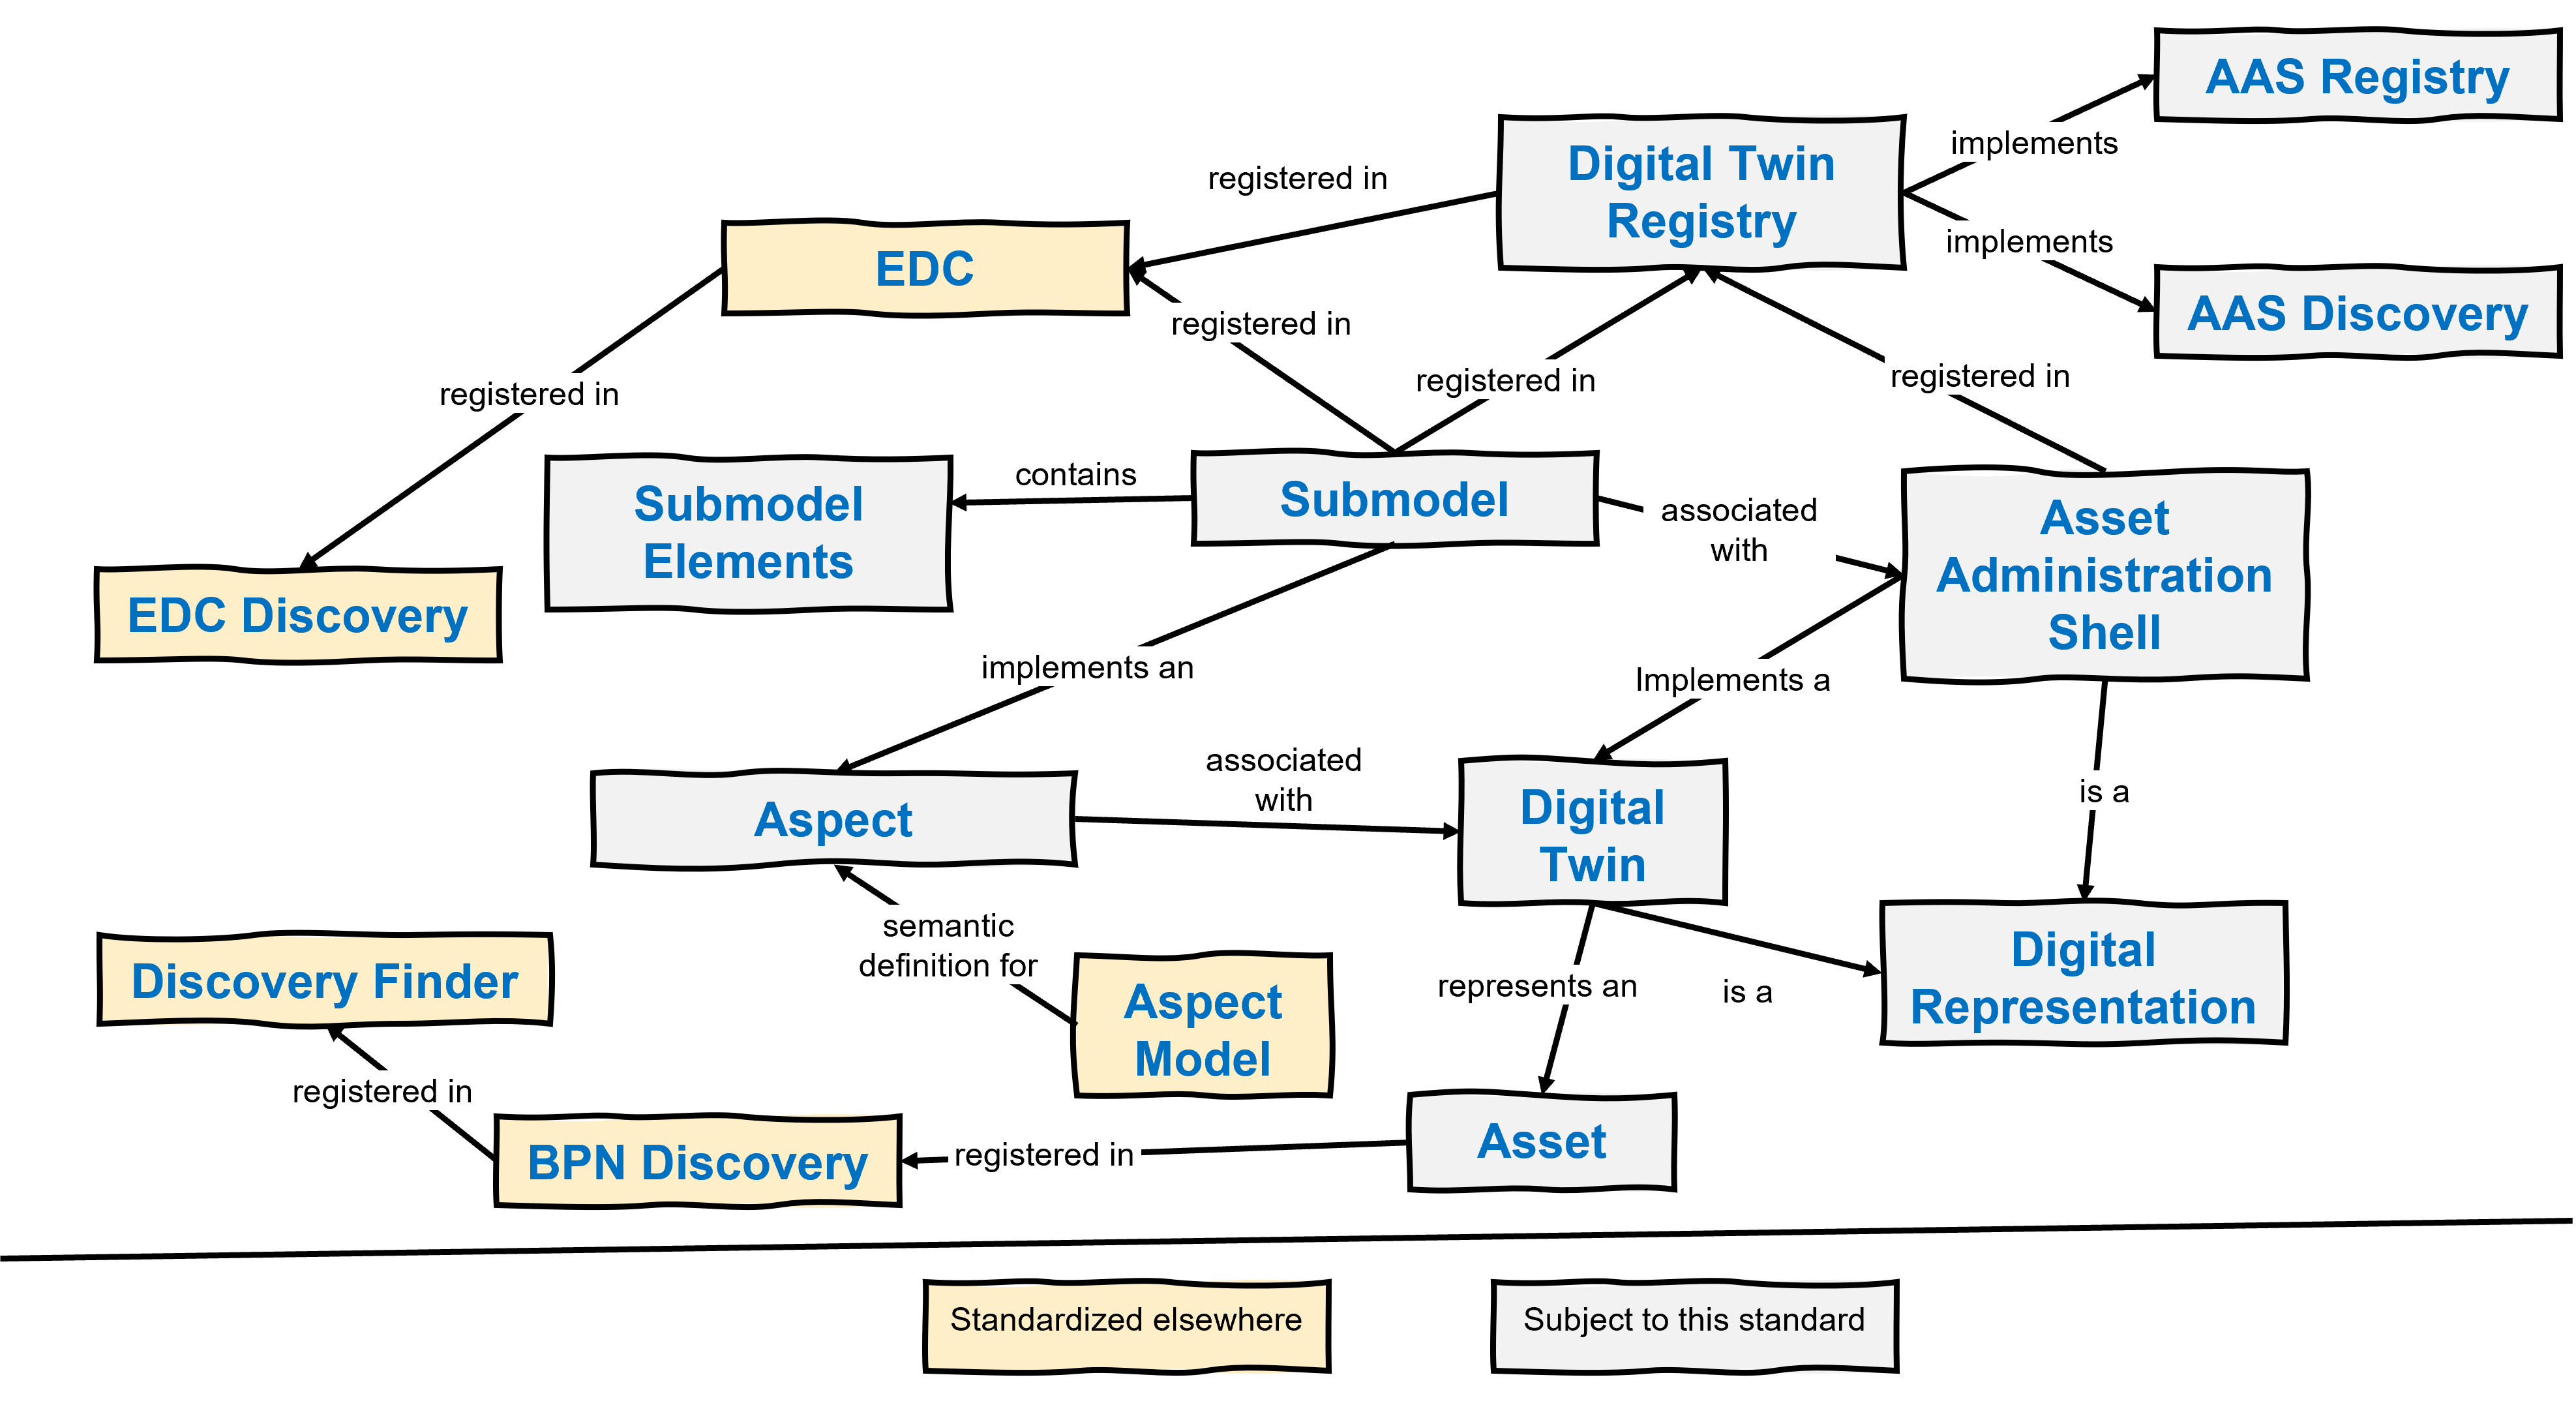 AAS Registry
implements
Digital Twin
Registry
registered in
implements
EDC
AAS Discovery
registered in
registered in
registered in
registered in
contains
Submodel
Elements
Submodel
associated
with
Asset
Administration
Shell
EDC Discovery
implements an
Implements a
associated
with
is a
Aspect
Digital
Twin
semantic
definition for
Discovery Finder
Aspect
Model
represents an
is a
Digital
Representation
registered in
BPN Discovery
registered in
Asset
Standardized elsewhere
Subject to this standard